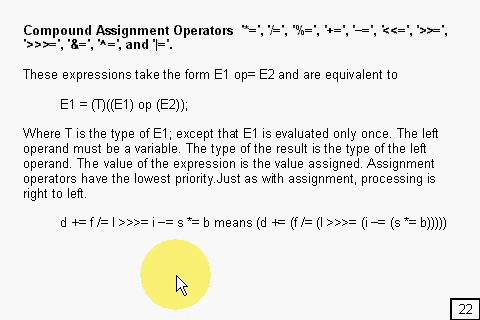 Compound Assignment Operators '*=', '/=', '%=', '+=', '–=', '<<=', '>>=',
'>>>=', '&=', '^=', and '|='.
These expressions take the form E1 op= E2 and are equivalent to
E1 = (T)((E1) op (E2));
Where T is the type of E1; except that E1 is evaluated only once. The left
operand must be a variable. The type of the result is the type of the left
operand. The value of the expression is the value assigned. Assignment
operators have the lowest priority.Just as with assignment, processing is
right to left.
d += f /= l >>>= i –= s *= b means (d += (f /= (l >>>= (i –= (s *= b)))))
22